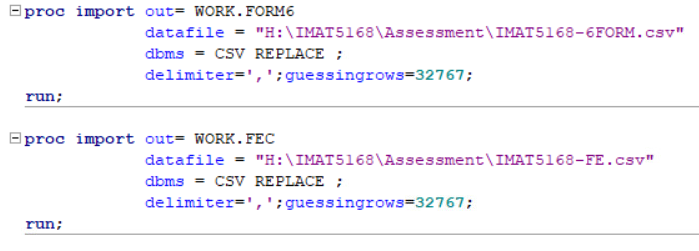 proc import out= WORK.FORM6
datafile = "H:\IMAT5168\Assessment\IMAT5168-6FORM.csv"
dbms = CSV REPLACE ;
delimiter=',';guessingrows=32767;
run;
proc import out= WORK.FEC
datafile = "H:\IMAT5168\Assessment\IMAT5168-FE.csv"
dbms = CSV REPLACE ;
delimiter=',';guessingrows=32767;
run;